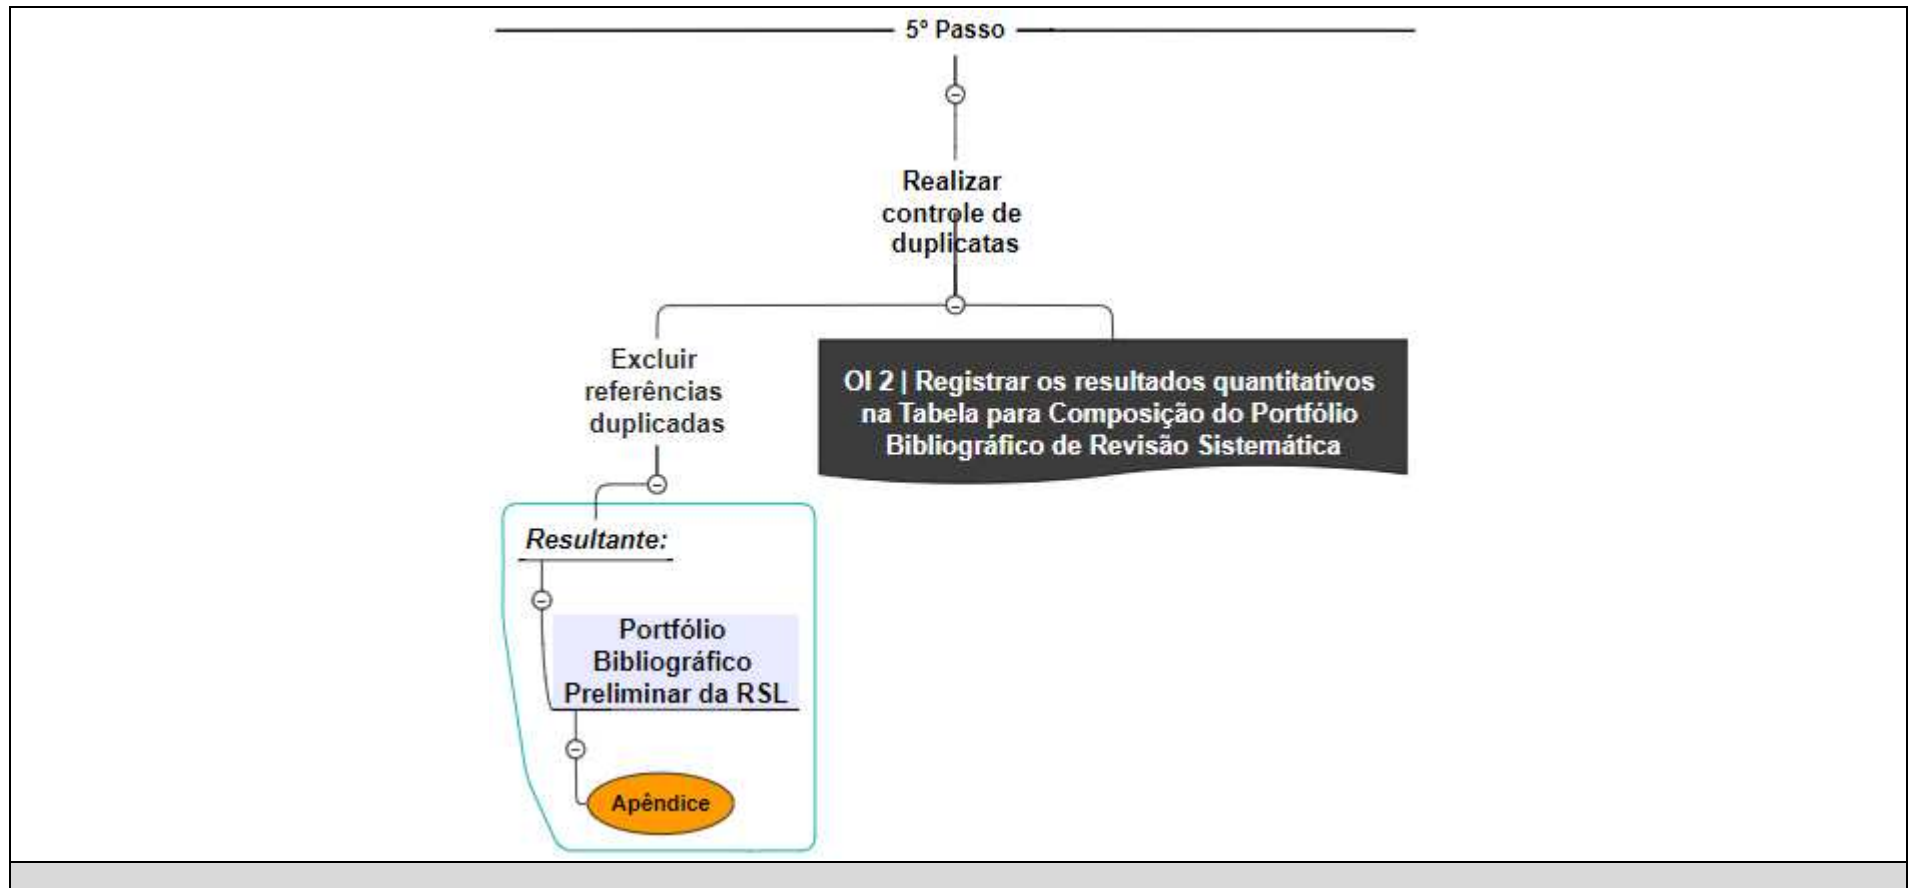 5º Passo
Realizar
controle de
duplicatas
Excluir
referências
duplicadas
OI 2 | Registrar os resultados quantitativos
na Tabela para Composição do Portfólio
Bibliográfico de Revisão Sistemática
Resultante:
Portfólio
Bibliográfico
Preliminar da RSL
Apêndice